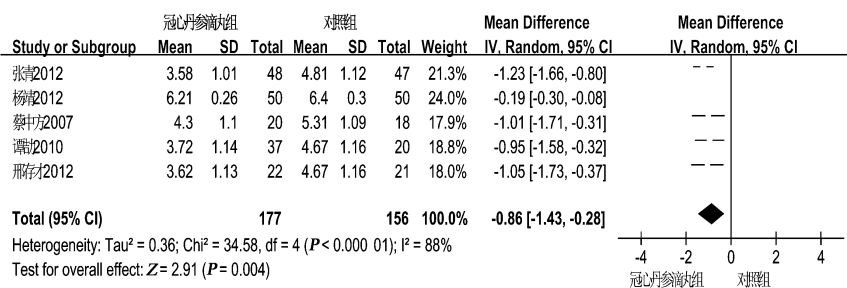 冠心丹参滴丸组 对照组 Mean Difference Mean Difference
Study or Subgroup Mean SD Total Mean SD Total Weight IV, Random, 95% CI IV, Random, 95% CI
张青2012 3.58 1.01 48 4.81 1.12 47 21.3% -1.23 [-1.66, -0.80]
杨靖2012 6.21 0.26 50 6.4 0.3 50 24.0% -0.19 [-0.30, -0.08]
蔡中方2007 4.3 1.1 20 5.31 1.09 18 17.9% -1.01 [-1.71, -0.31]
2010 3.72 1.14 37 4.67 1.16 20 18.8% -0.95 [-1.58, -0.32]
邢存才2012 3.62 1.13 22 4.67 1.16 21 18.0% -1.05 [-1.73, -0.37]
Total (95% CI) 177 156 100.0% -0.86 [-1.43, -0.28]
Heterogeneity: Tau² = 0.36; Chi² = 34.58, df = 4 (P < 0.000 01); I² = 88%
Test for overall effect: Z = 2.91 (P = 0.004)
-4 -2 0 2 4
冠心丹参滴丸组 对照组